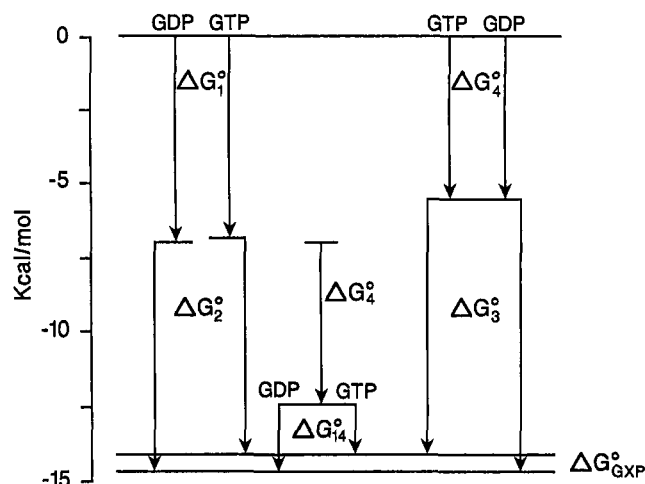 GDP GTP GTP GDP
0
ΔG°1 ΔG°4
-5
Kcal/mol
ΔG°4
ΔG°2 ΔG°3
-10
GDP GTP
ΔG°14
ΔG°GXP
-15